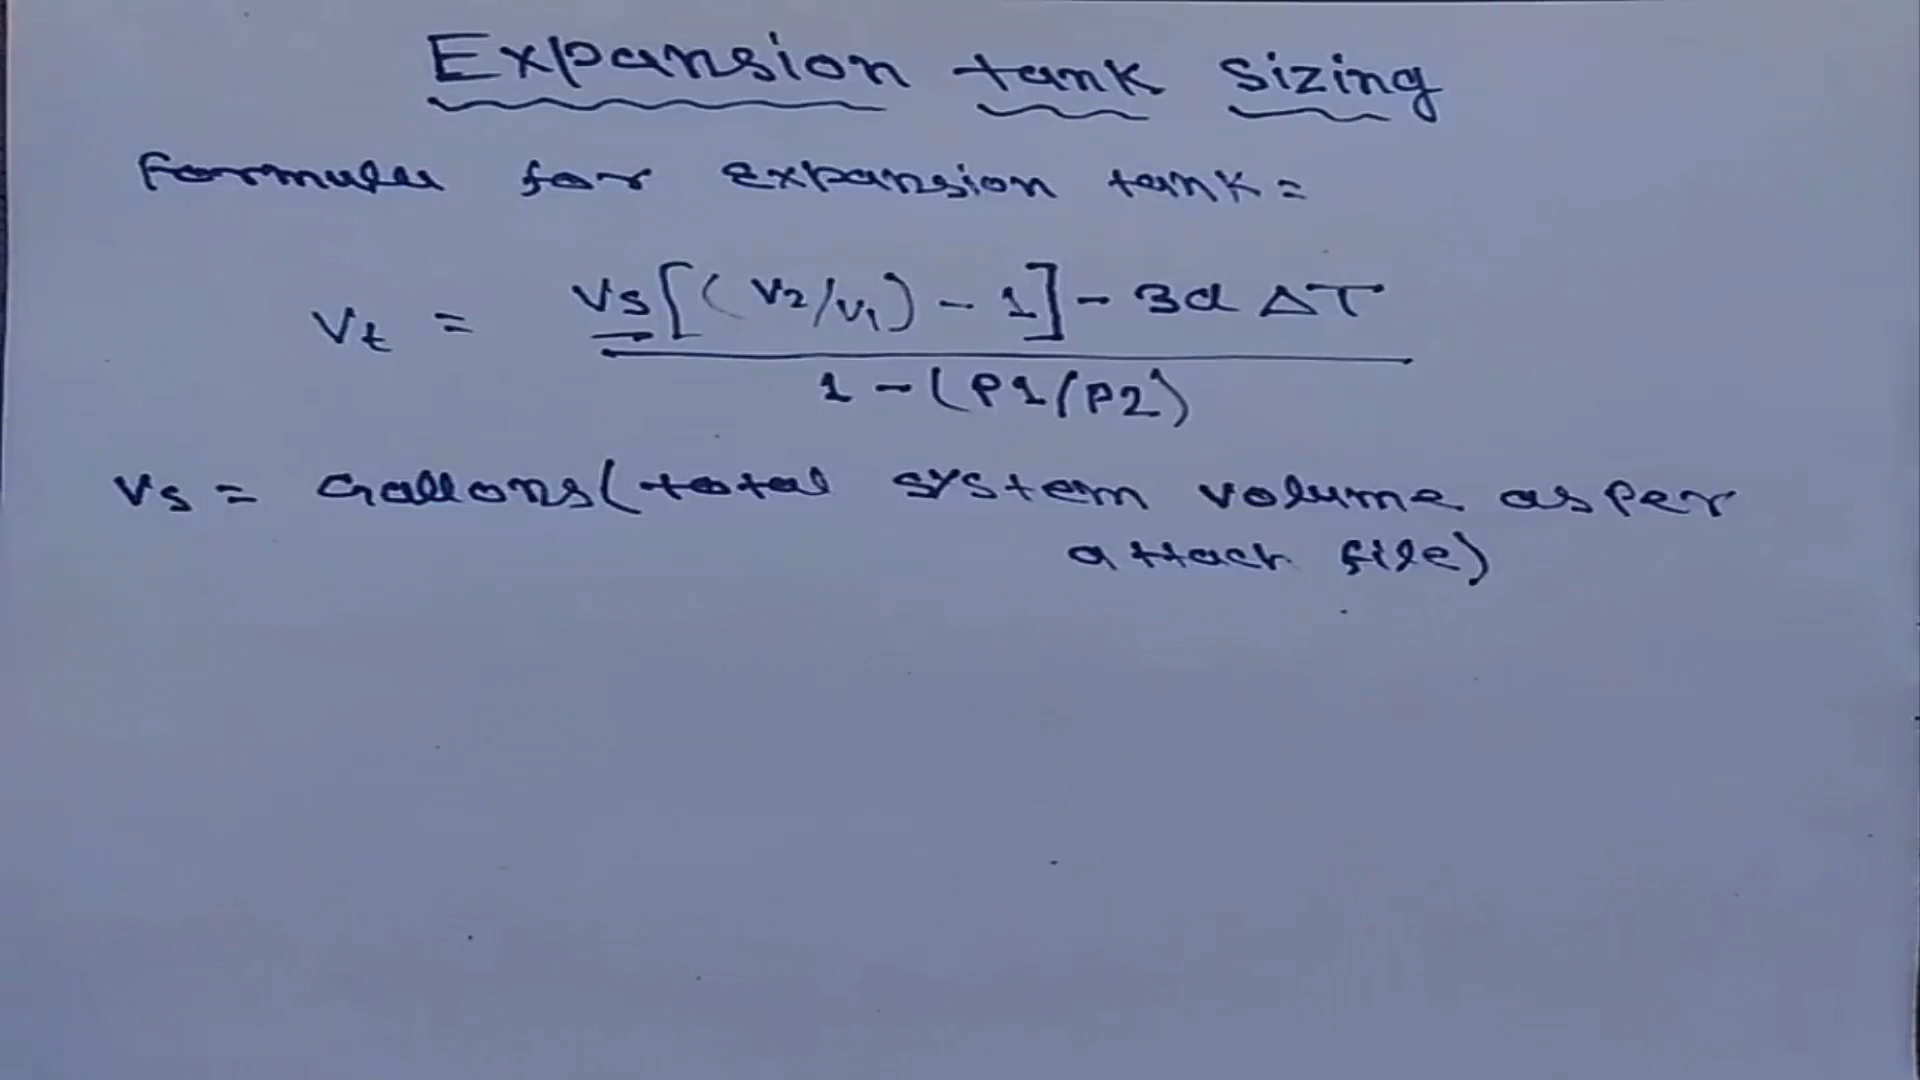 Expansion tank sizing
Formula for expansion tank =
Vt = Vs[(V2/V1) - 1] - 3α ΔT
1 - (P1/P2)
Vs = Gallons (total system volume as per
attach file)